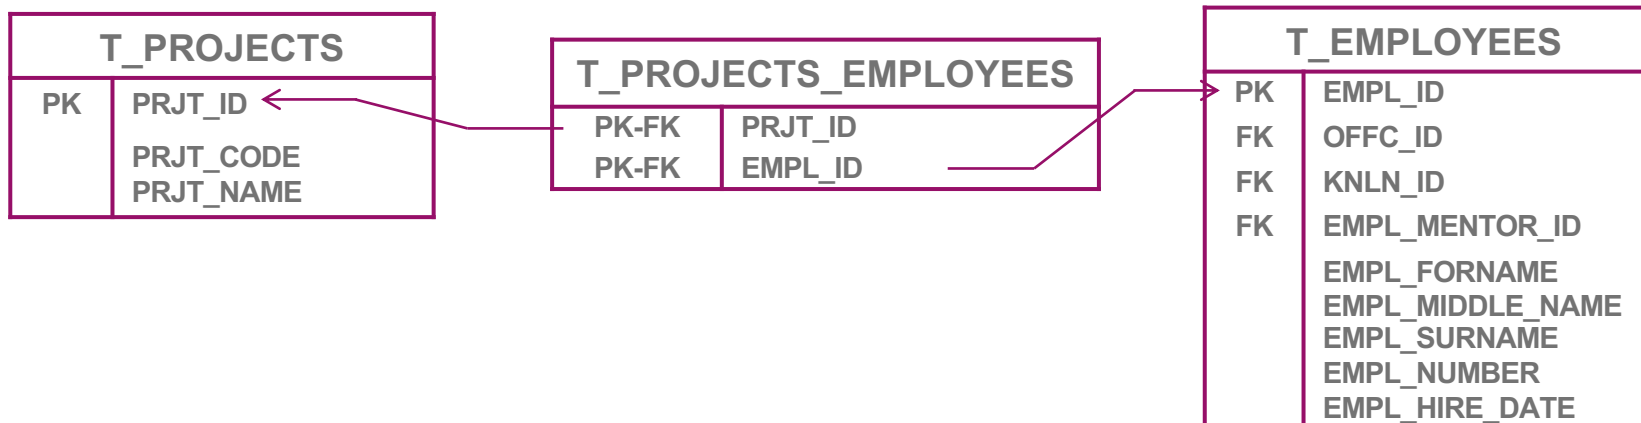 T_PROJECTS
PK PRJT_ID
PRJT_CODE
PRJT_NAME
T_PROJECTS_EMPLOYEES
PK-FK PRJT_ID
PK-FK EMPL_ID
T_EMPLOYEES
PK EMPL_ID
FK OFFC_ID
FK KNLN_ID
FK EMPL_MENTOR_ID
EMPL_FORNAME
EMPL_MIDDLE_NAME
EMPL_SURNAME
EMPL_NUMBER
EMPL_HIRE_DATE